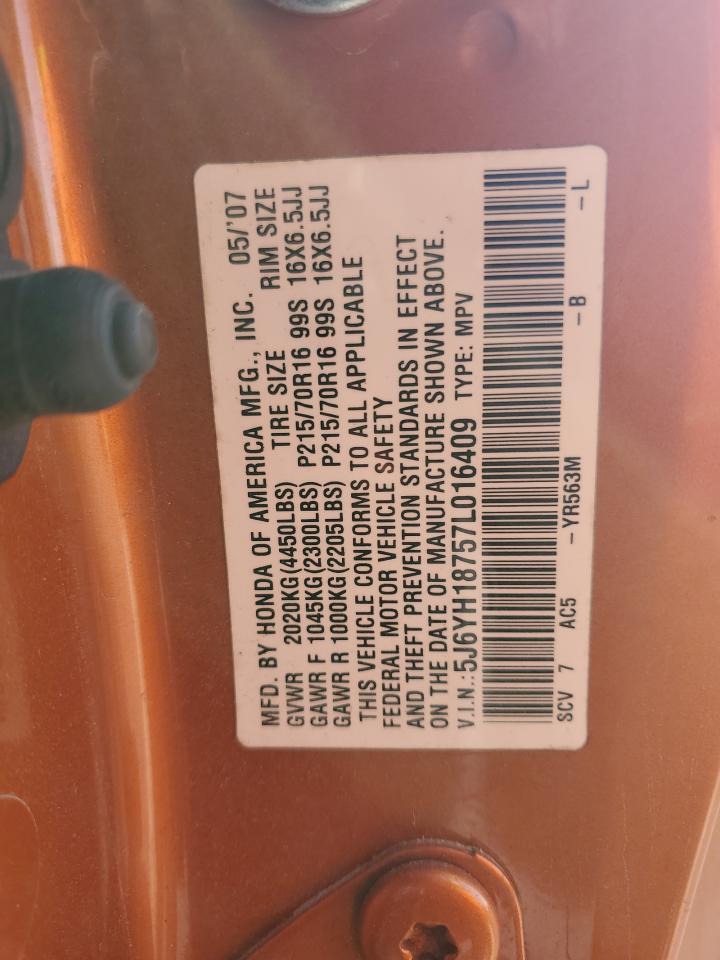 MFD. BY HONDA OF AMERICA MFG., INC. 05/'07
GVWR 2020KG(4450LBS) TIRE SIZE RIM SIZE
GAWR F 1045KG(2300LBS) P215/70R16 99S 16X6.5JJ
GAWR R 1000KG(2205LBS) P215/70R16 99S 16X6.5JJ
THIS VEHICLE CONFORMS TO ALL APPLICABLE
FEDERAL MOTOR VEHICLE SAFETY
AND THEFT PREVENTION STANDARDS IN EFFECT
ON THE DATE OF MANUFACTURE SHOWN ABOVE.
V.I.N.:5J6YH18757L016409 TYPE: MPV
SCV 7 AC5 –YR563M –B –L